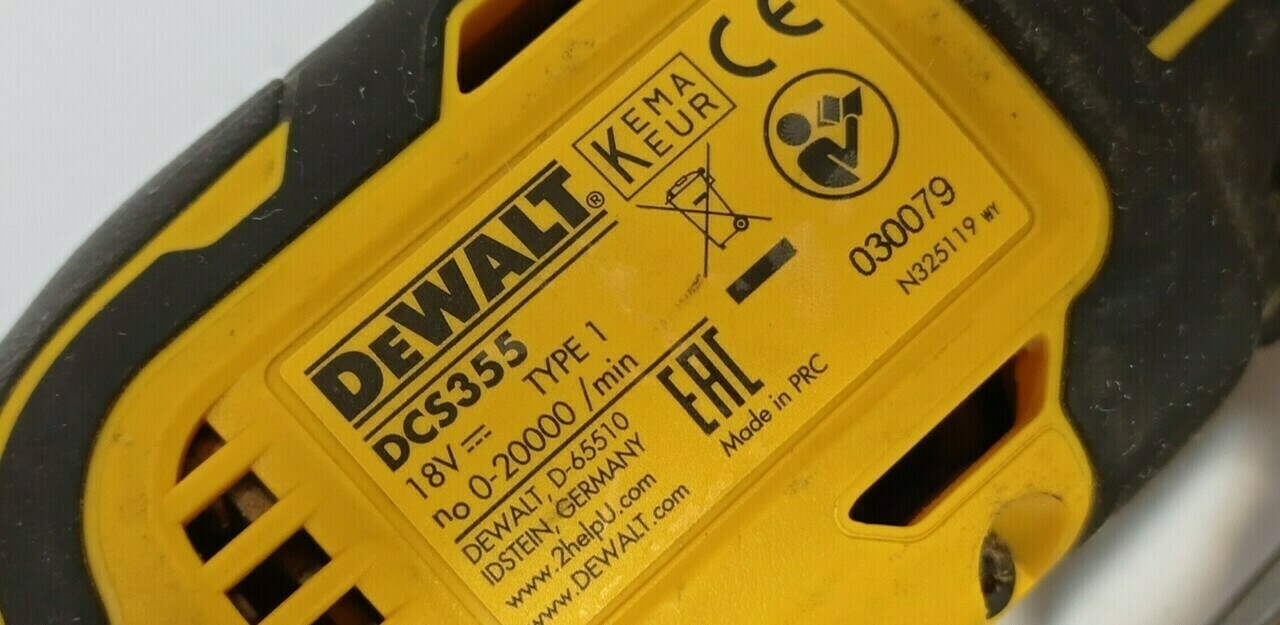 DEWALT®
DCS355
18V ⎓ TYPE 1
no 0-20000 /min
DEWALT, D-65510
IDSTEIN, GERMANY
www.2helpU.com
www.DEWALT.com
KEMA
KEUR
CE
EAC
Made in PRC
030079
N325119 WY